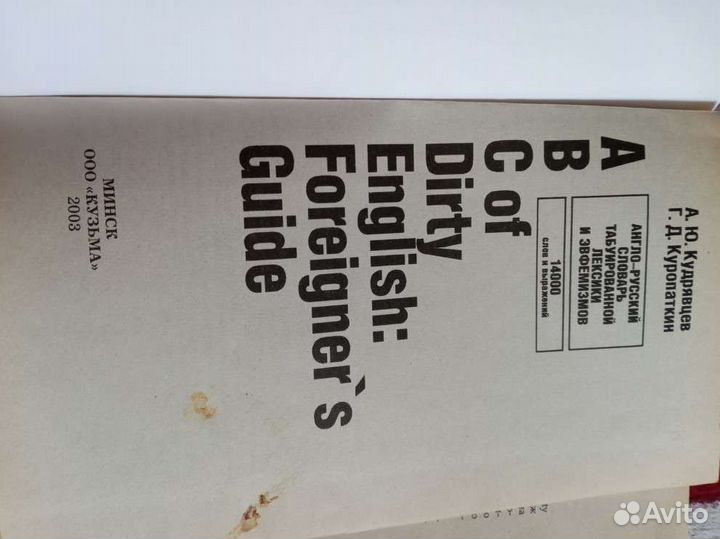 А. Ю. Кудрявцев
Г. Д. Куропаткин
A
B
C of
Dirty
English:
Foreigner`s
Guide
АНГЛО–РУССКИЙ
СЛОВАРЬ
ТАБУИРОВАННОЙ
ЛЕКСИКИ
И ЭВФЕМИЗМОВ
14000
слов и выражений
МИНСК
ООО «КУЗЬМА»
2003
Avito